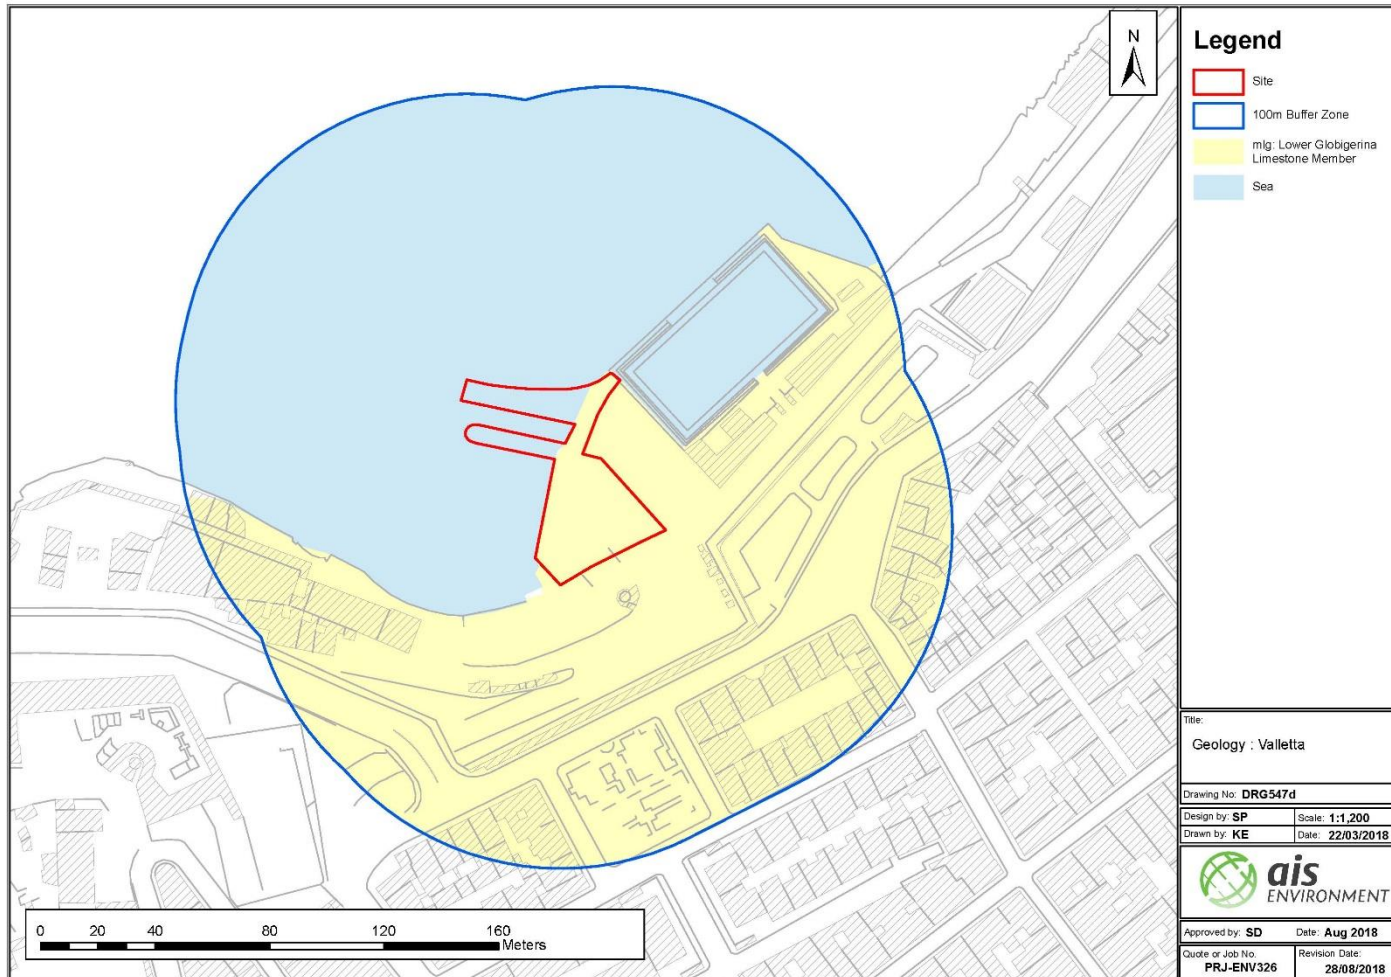 N
Legend
Site
100m Buffer Zone
mlg: Lower Globigerina
Limestone Member
Sea
Title:
Geology : Valletta
Drawing No: DRG547d
Design by: SP
Scale: 1:1,200
Drawn by: KE
Date: 22/03/2018
ais
ENVIRONMENT
Approved by: SD
Date: Aug 2018
Quote or Job No.
PRJ-ENV326
Revision Date:
28/08/2018
0 20 40 80 120 160
Meters